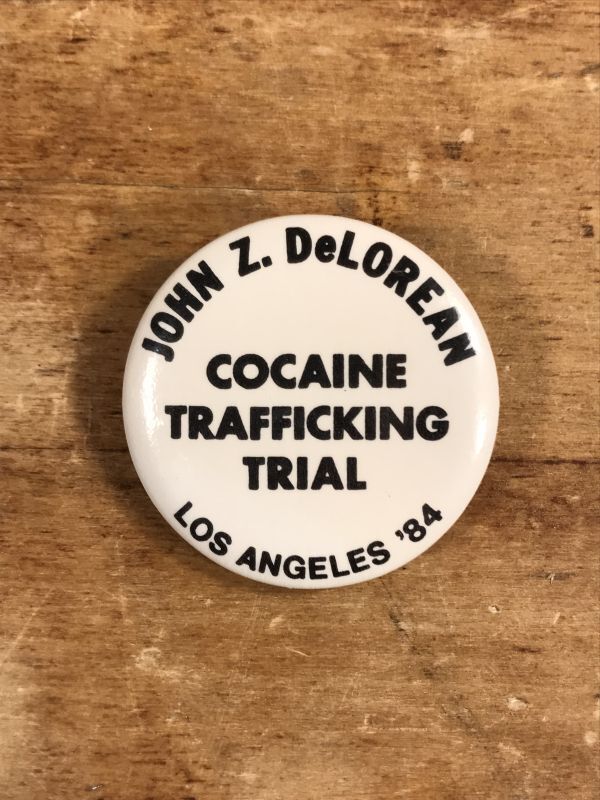 JOHN Z. DeLOREAN
COCAINE
TRAFFICKING
TRIAL
LOS ANGELES '84